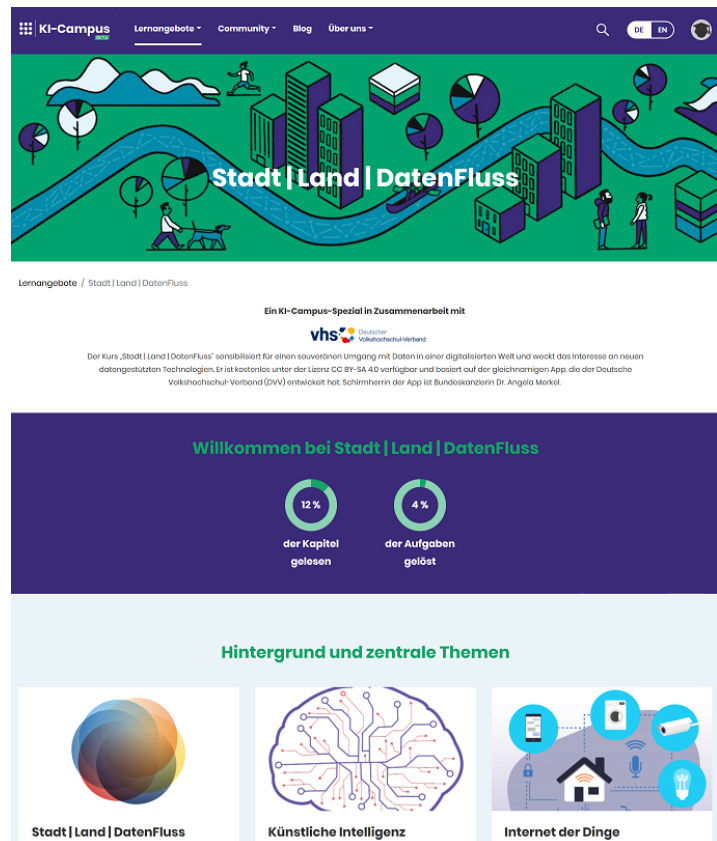 KI-Campus
BETA
Lernangebote
Community
Blog
Über uns
DE
EN
Stadt | Land | DatenFluss
Lernangebote / Stadt | Land | DatenFluss
Ein KI-Campus-Spezial in Zusammenarbeit mit
vhs Deutscher
Volkshochschul-Verband
Der Kurs „Stadt | Land | DatenFluss" sensibilisiert für einen souveränen Umgang mit Daten in einer digitalisierten Welt und weckt das Interesse an neuen
datengestützten Technologien. Er ist kostenlos unter der Lizenz CC BY-SA 4.0 verfügbar und basiert auf der gleichnamigen App, die der Deutsche
Volkshochschul-Verband (DVV) entwickelt hat. Schirmherrin der App ist Bundeskanzlerin Dr. Angela Merkel.
Willkommen bei Stadt | Land | DatenFluss
12 %
4 %
der Kapitel
gelesen
der Aufgaben
gelöst
Hintergrund und zentrale Themen
Stadt | Land | DatenFluss
Künstliche Intelligenz
Internet der Dinge